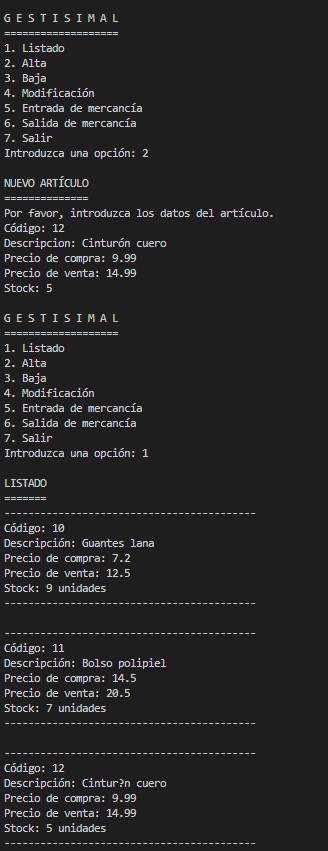 G E S T I S I M A L
===================
1. Listado
2. Alta
3. Baja
4. Modificación
5. Entrada de mercancía
6. Salida de mercancía
7. Salir
Introduzca una opción: 2
NUEVO ARTÍCULO
==============
Por favor, introduzca los datos del artículo.
Código: 12
Descripcion: Cinturón cuero
Precio de compra: 9.99
Precio de venta: 14.99
Stock: 5
G E S T I S I M A L
===================
1. Listado
2. Alta
3. Baja
4. Modificación
5. Entrada de mercancía
6. Salida de mercancía
7. Salir
Introduzca una opción: 1
LISTADO
=======
------------------------------------------
Código: 10
Descripción: Guantes lana
Precio de compra: 7.2
Precio de venta: 12.5
Stock: 9 unidades
------------------------------------------
------------------------------------------
Código: 11
Descripción: Bolso polipiel
Precio de compra: 14.5
Precio de venta: 20.5
Stock: 7 unidades
------------------------------------------
------------------------------------------
Código: 12
Descripción: Cintur?n cuero
Precio de compra: 9.99
Precio de venta: 14.99
Stock: 5 unidades
------------------------------------------